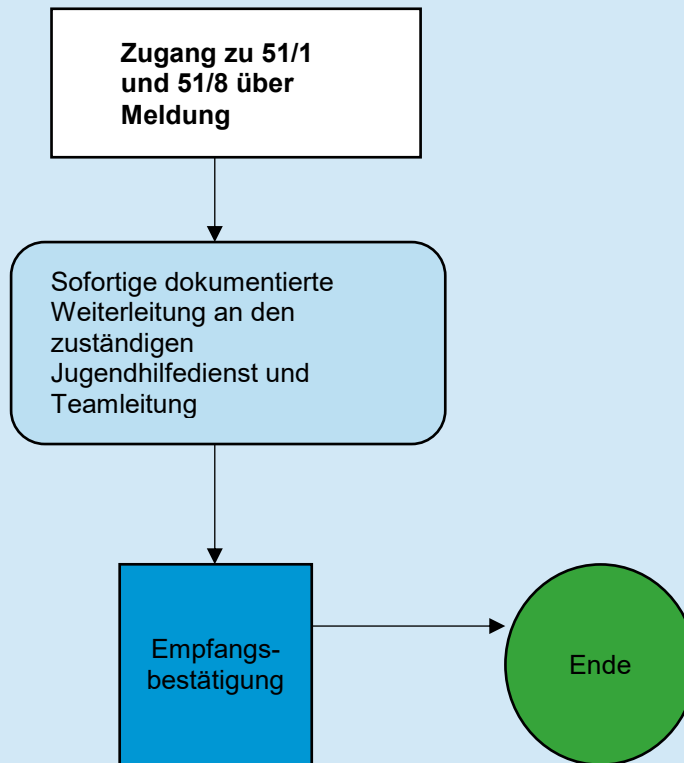 Zugang zu 51/1
und 51/8 über
Meldung
Sofortige dokumentierte
Weiterleitung an den
zuständigen
Jugendhilfedienst und
Teamleitung
Empfangs-
bestätigung
Ende